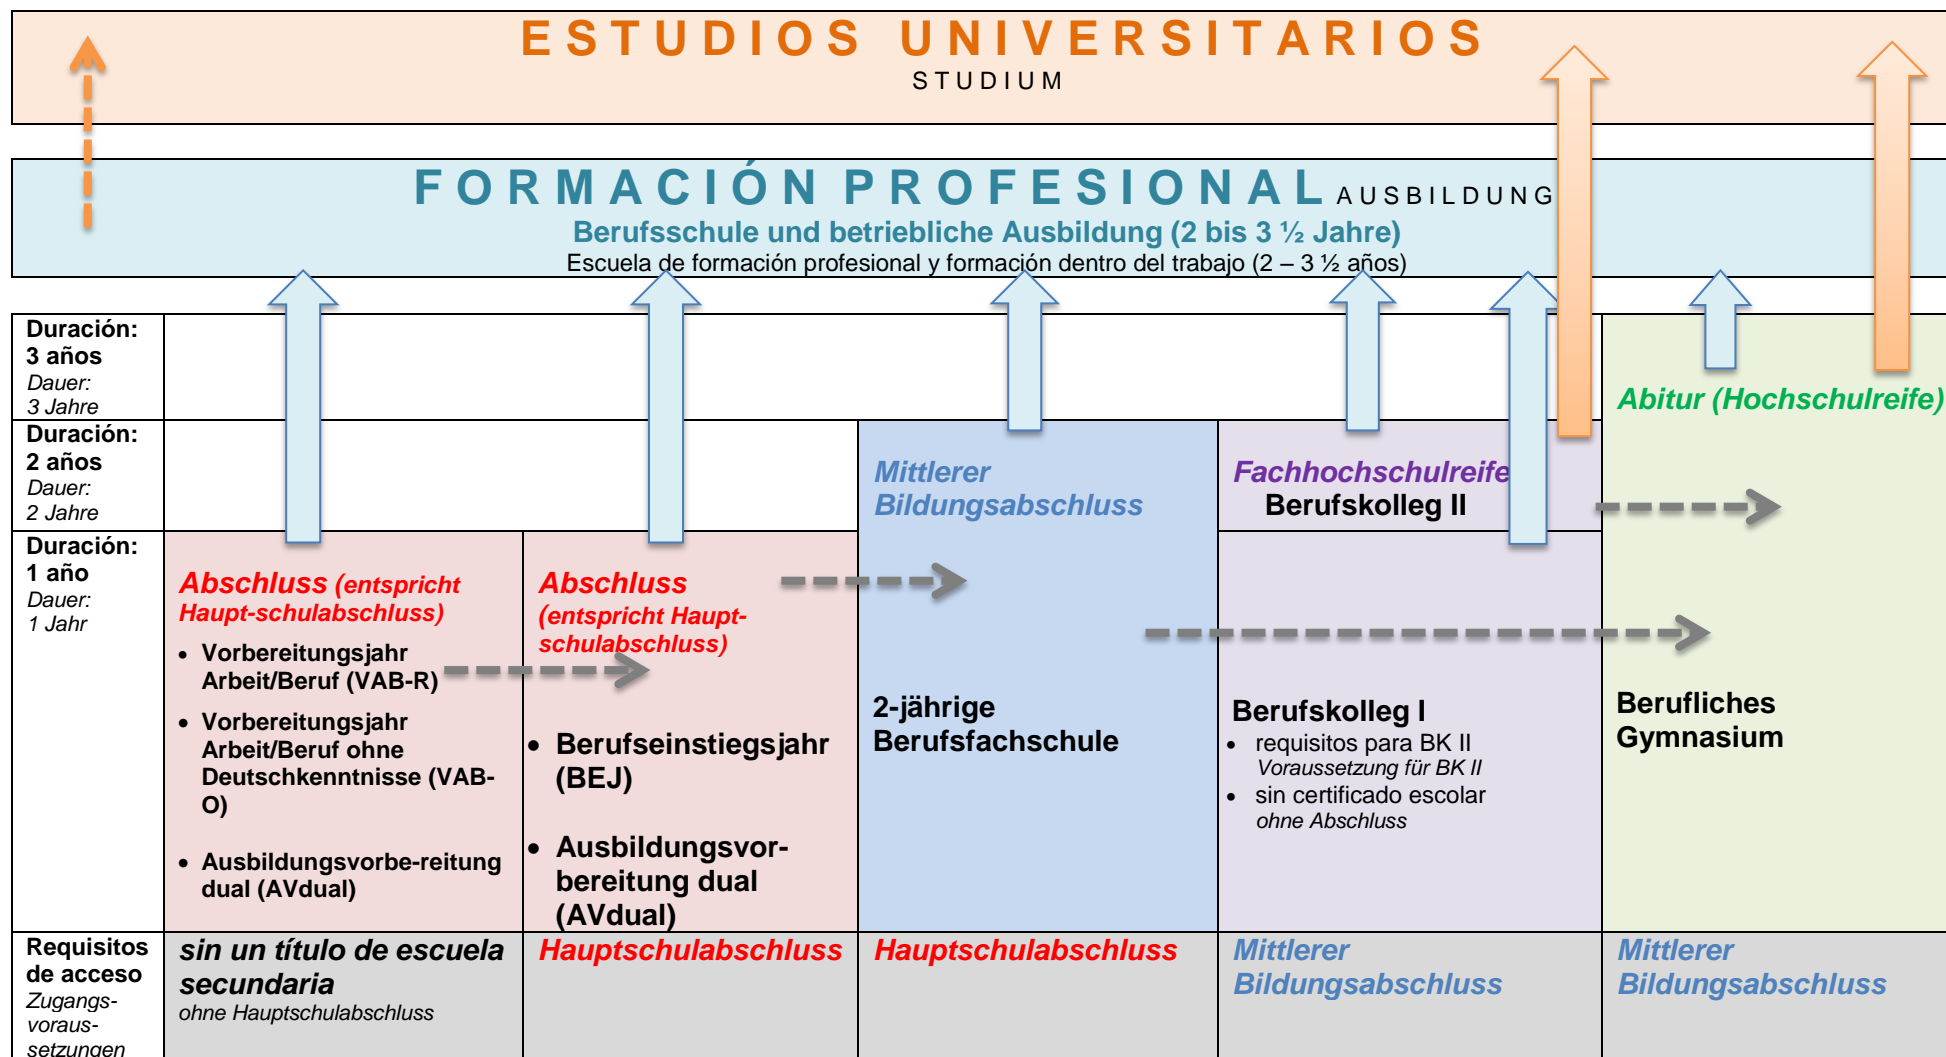 ESTUDIOS UNIVERSITARIOS
STUDIUM
FORMACIÓN PROFESIONAL AUSBILDUNG
Berufsschule und betriebliche Ausbildung (2 bis 3 ½ Jahre)
Escuela de formación profesional y formación dentro del trabajo (2 – 3 ½ años)
Duración:
3 años
Dauer:
3 Jahre
Abitur (Hochschulreife)
Duración:
2 años
Dauer:
2 Jahre
Mittlerer
Bildungsabschluss
Fachhochschulreife
Berufskolleg II
Duración:
1 año
Dauer:
1 Jahr
Abschluss (entspricht
Haupt-schulabschluss)
• Vorbereitungsjahr
Arbeit/Beruf (VAB-R)
• Vorbereitungsjahr
Arbeit/Beruf ohne
Deutschkenntnisse (VAB-
O)
• Ausbildungsvorbe-reitung
dual (AVdual)
Abschluss
(entspricht Haupt-
schulabschluss)
• Berufseinstiegsjahr
(BEJ)
• Ausbildungsvor-
bereitung dual
(AVdual)
2-jährige
Berufsfachschule
Berufskolleg I
• requisitos para BK II
Voraussetzung für BK II
• sin certificado escolar
ohne Abschluss
Berufliches
Gymnasium
Requisitos
de acceso
Zugangs-
voraus-
setzungen
sin un título de escuela
secundaria
ohne Hauptschulabschluss
Hauptschulabschluss
Hauptschulabschluss
Mittlerer
Bildungsabschluss
Mittlerer
Bildungsabschluss